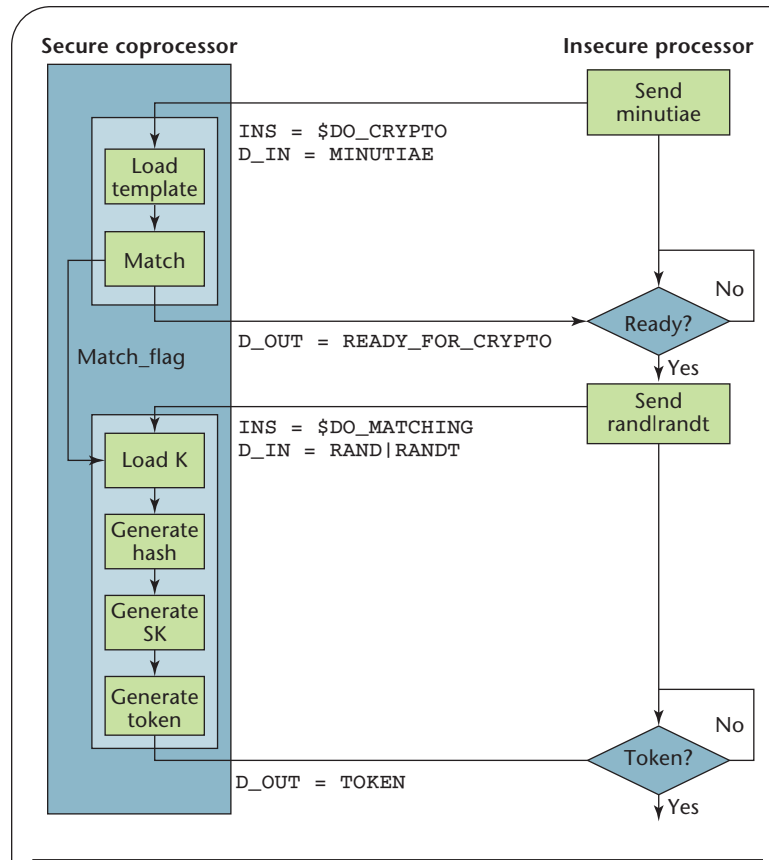 Secure coprocessor
Insecure processor
Send
minutiae
INS = $DO_CRYPTO
D_IN = MINUTIAE
Load
template
Match
No
Ready?
D_OUT = READY_FOR_CRYPTO
Match_flag
Yes
Send
rand|randt
INS = $DO_MATCHING
D_IN = RAND|RANDT
Load K
Generate
hash
Generate
SK
Generate
token
No
Token?
D_OUT = TOKEN
Yes